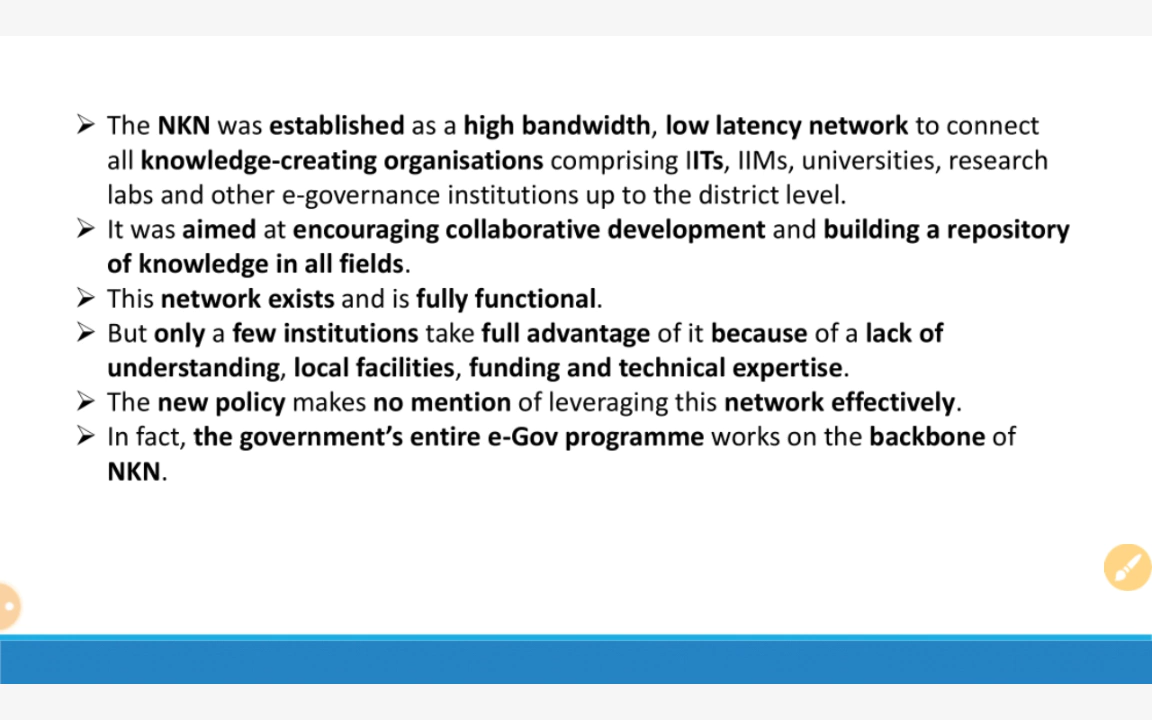 ➢ The NKN was established as a high bandwidth, low latency network to connect
all knowledge-creating organisations comprising IITs, IIMs, universities, research
labs and other e-governance institutions up to the district level.
➢ It was aimed at encouraging collaborative development and building a repository
of knowledge in all fields.
➢ This network exists and is fully functional.
➢ But only a few institutions take full advantage of it because of a lack of
understanding, local facilities, funding and technical expertise.
➢ The new policy makes no mention of leveraging this network effectively.
➢ In fact, the government’s entire e-Gov programme works on the backbone of
NKN.